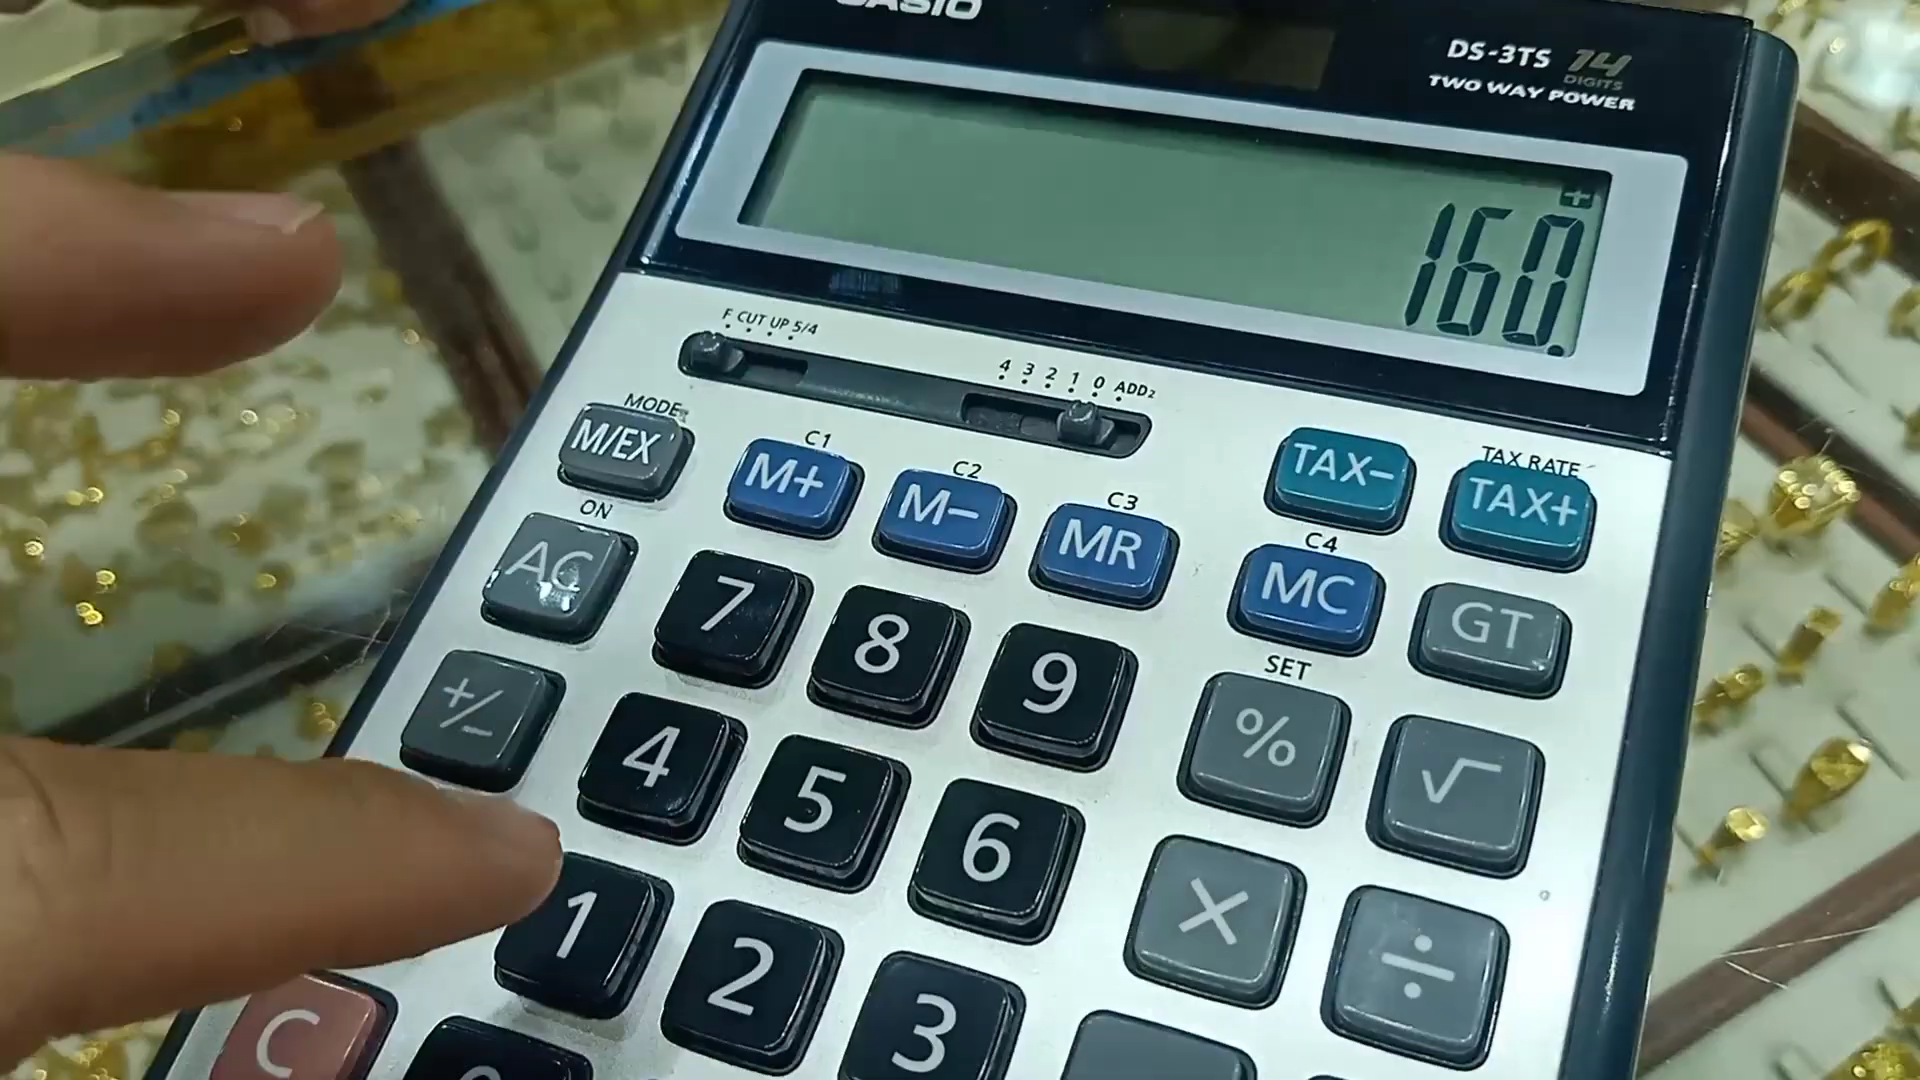 CASIO
DS-3TS 14
DIGITS
TWO WAY POWER
+
160.
F CUT UP 5/4
4 3 2 1 0 ADD2
MODE
M/EX
C1
M+
C2
M−
C3
MR
C4
MC
TAX−
TAX RATE
TAX+
ON
AC
7
8
9
GT
+/−
4
5
6
SET
%
√
1
2
3
×
÷
C